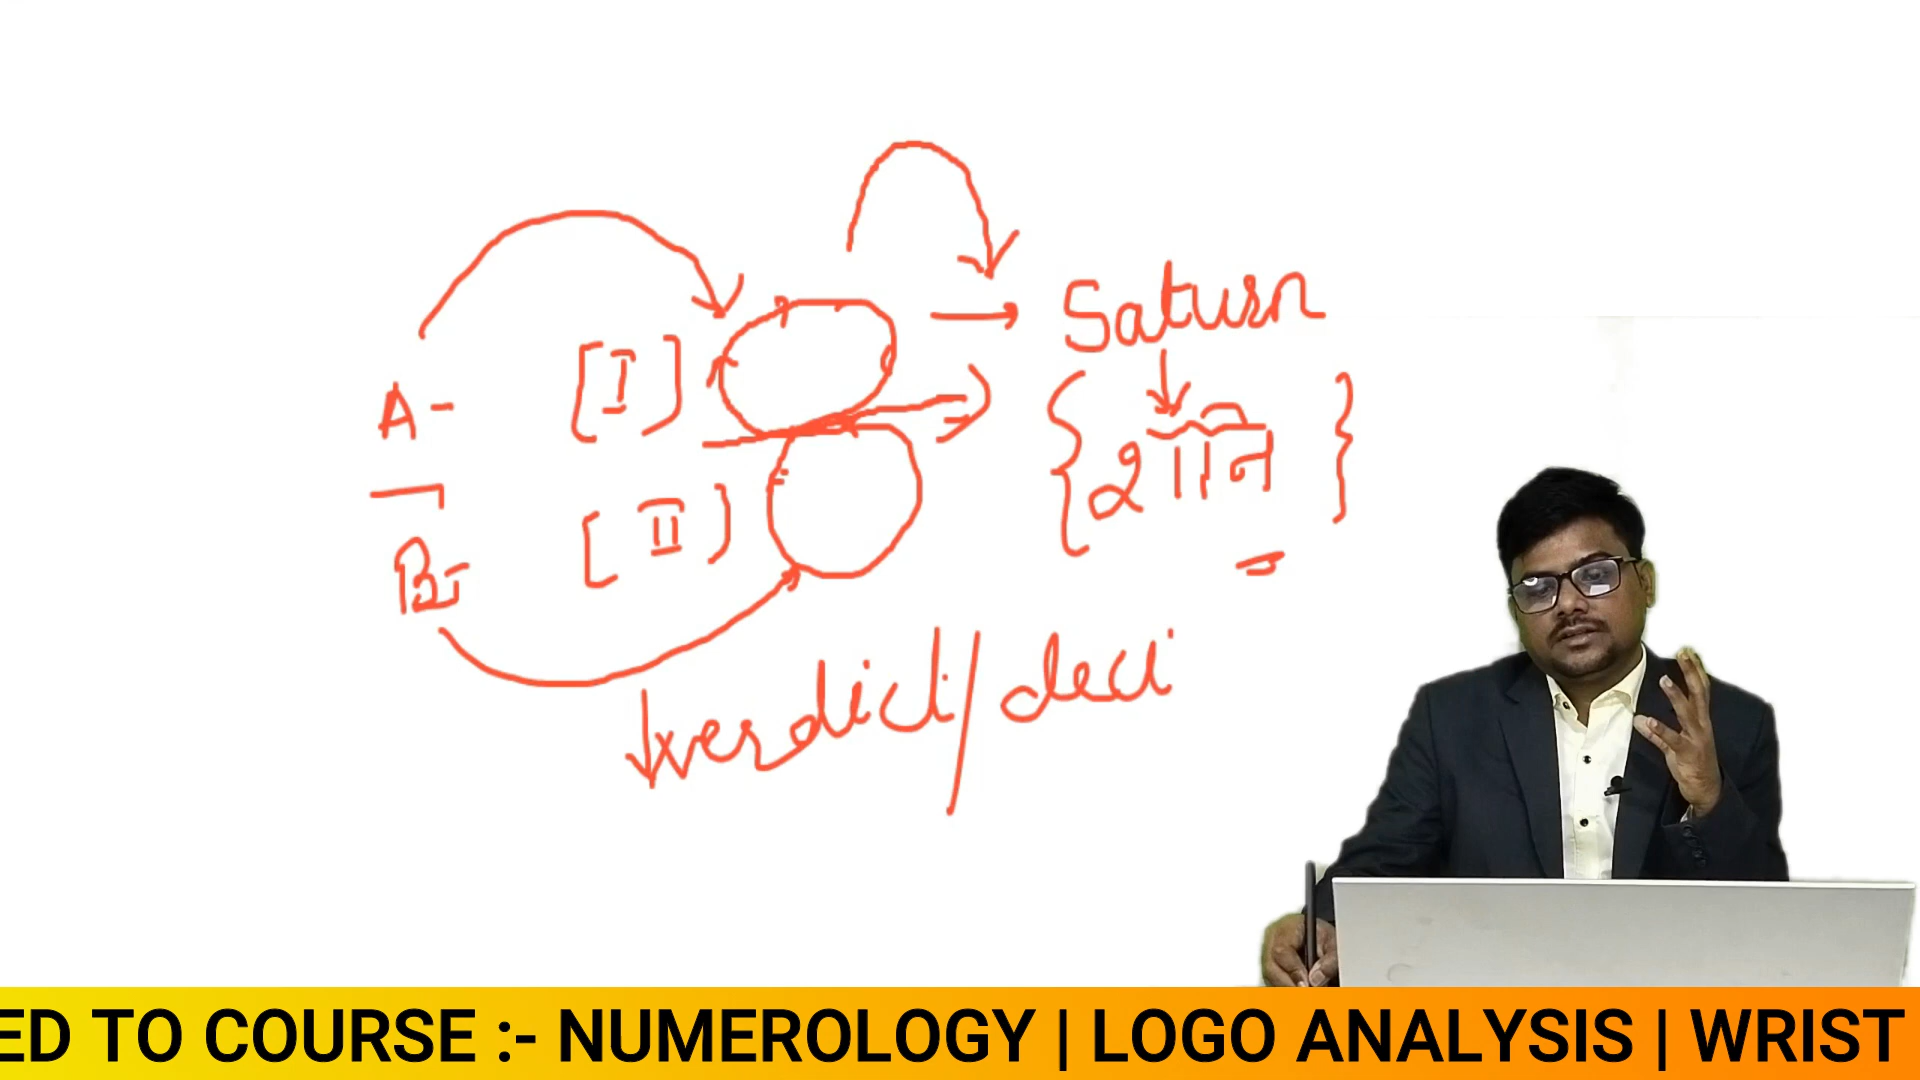 A- [I] → Saturn
{ शनि }
B- [II]
verdict/deci
ED TO COURSE :- NUMEROLOGY | LOGO ANALYSIS | WRIST